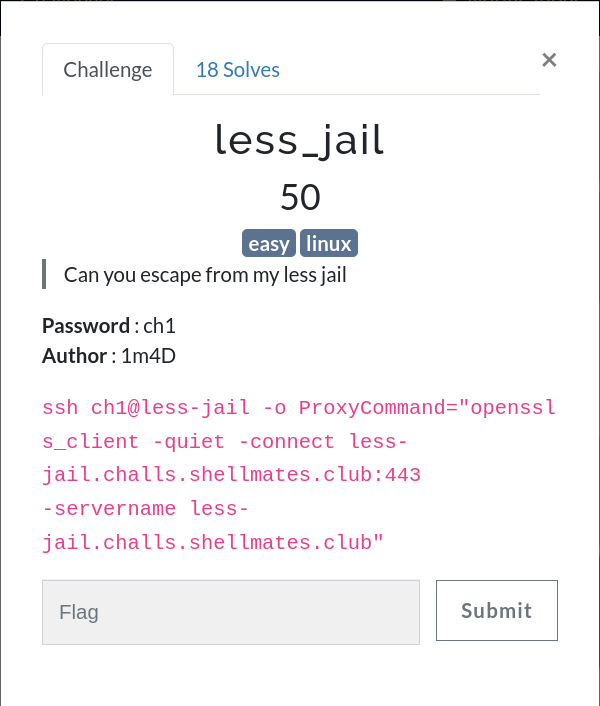 Challenge
18 Solves
×
less_jail
50
easy linux
Can you escape from my less jail
Password : ch1
Author : 1m4D
ssh ch1@less-jail -o ProxyCommand="openssl
s_client -quiet -connect less-
jail.challs.shellmates.club:443
-servername less-
jail.challs.shellmates.club"
Flag
Submit